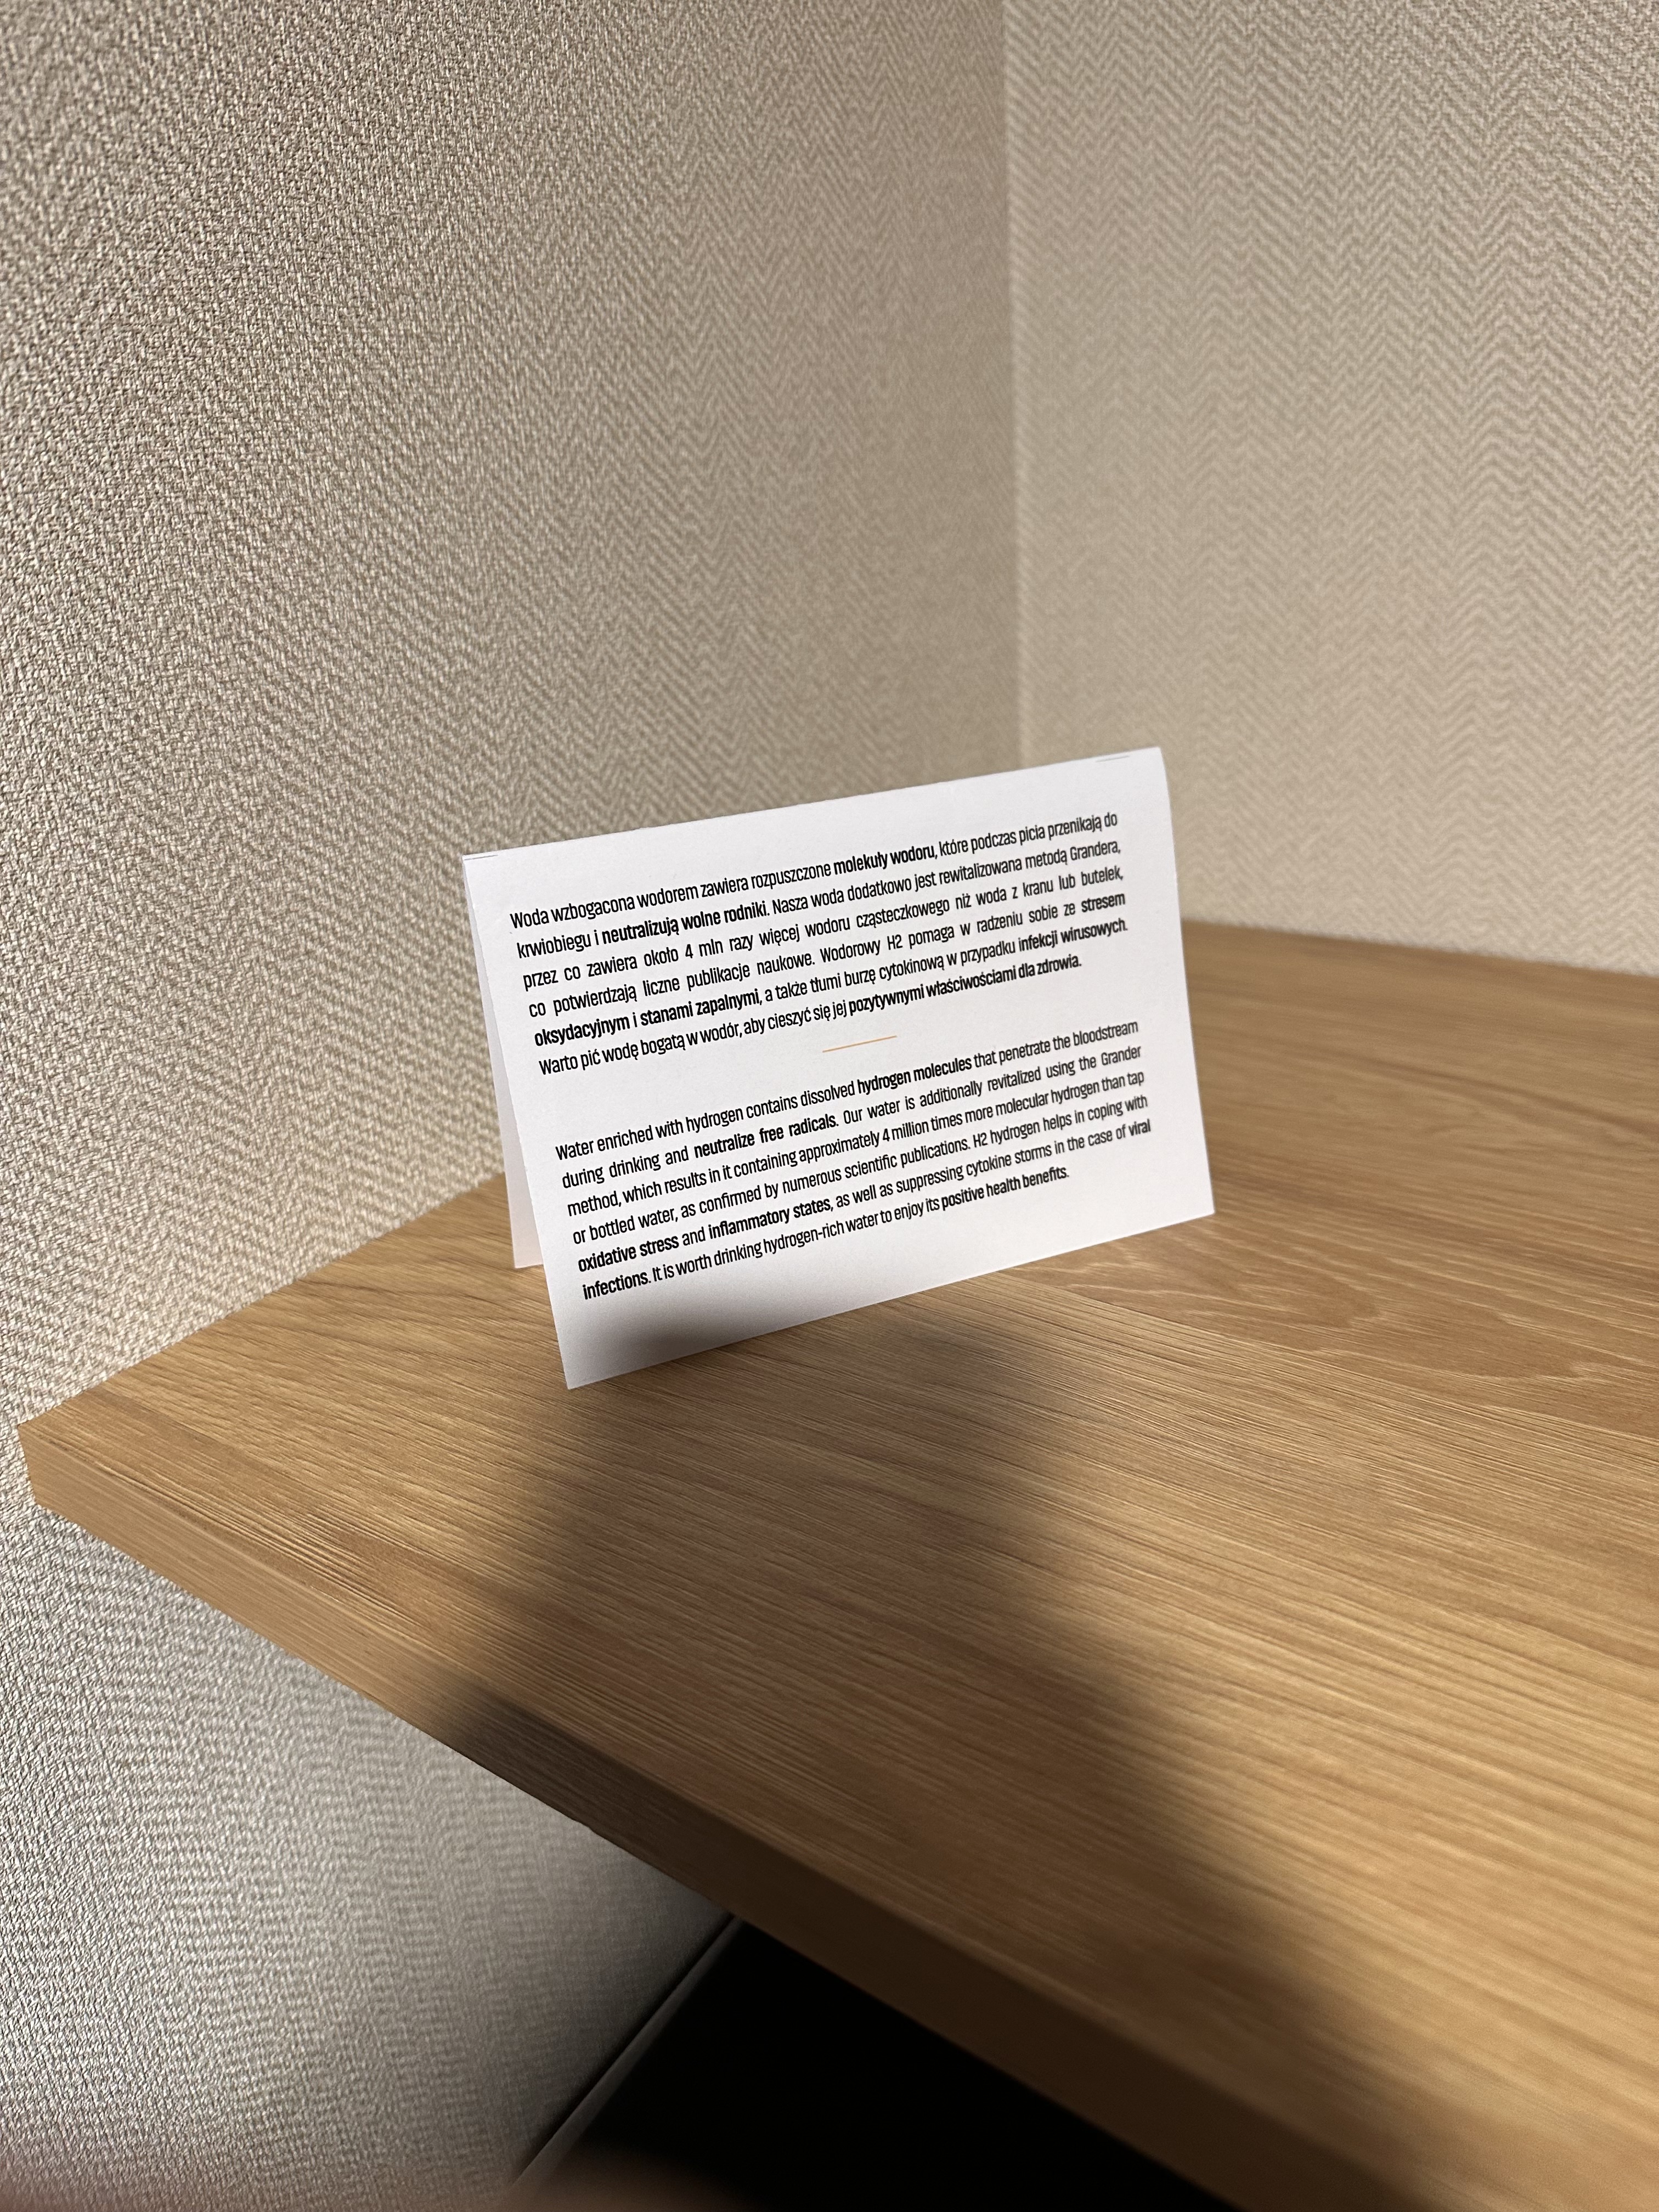 Woda wzbogacona wodorem zawiera rozpuszczone molekuły wodoru, które podczas picia przenikają do
krwiobiegu i neutralizują wolne rodniki. Nasza woda dodatkowo jest rewitalizowana metodą Grandera,
przez co zawiera około 4 mln razy więcej wodoru cząsteczkowego niż woda z kranu lub butelek,
co potwierdzają liczne publikacje naukowe. Wodorowy H2 pomaga w radzeniu sobie ze stresem
oksydacyjnym i stanami zapalnymi, a także tłumi burzę cytokinową w przypadku infekcji wirusowych.
Warto pić wodę bogatą w wodór, aby cieszyć się jej pozytywnymi właściwościami dla zdrowia.
Water enriched with hydrogen contains dissolved hydrogen molecules that penetrate the bloodstream
during drinking and neutralize free radicals. Our water is additionally revitalized using the Grander
method, which results in it containing approximately 4 million times more molecular hydrogen than tap
or bottled water, as confirmed by numerous scientific publications. H2 hydrogen helps in coping with
oxidative stress and inflammatory states, as well as suppressing cytokine storms in the case of viral
infections. It is worth drinking hydrogen-rich water to enjoy its positive health benefits.